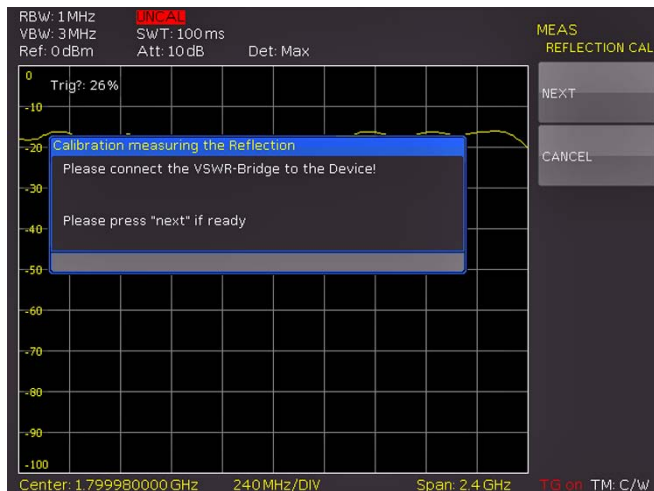 RBW: 1 MHz
UNCAL
VBW: 3 MHz
SWT: 100 ms
Ref: 0 dBm
Att: 10 dB
Det: Max
MEAS
REFLECTION CAL
0
Trig?: 26%
-10
NEXT
-20
Calibration measuring the Reflection
CANCEL
Please connect the VSWR-Bridge to the Device!
-30
Please press "next" if ready
-40
-50
-60
-70
-80
-90
-100
Center: 1.799980000 GHz
240 MHz/DIV
Span: 2.4 GHz
TG on
TM: C/W